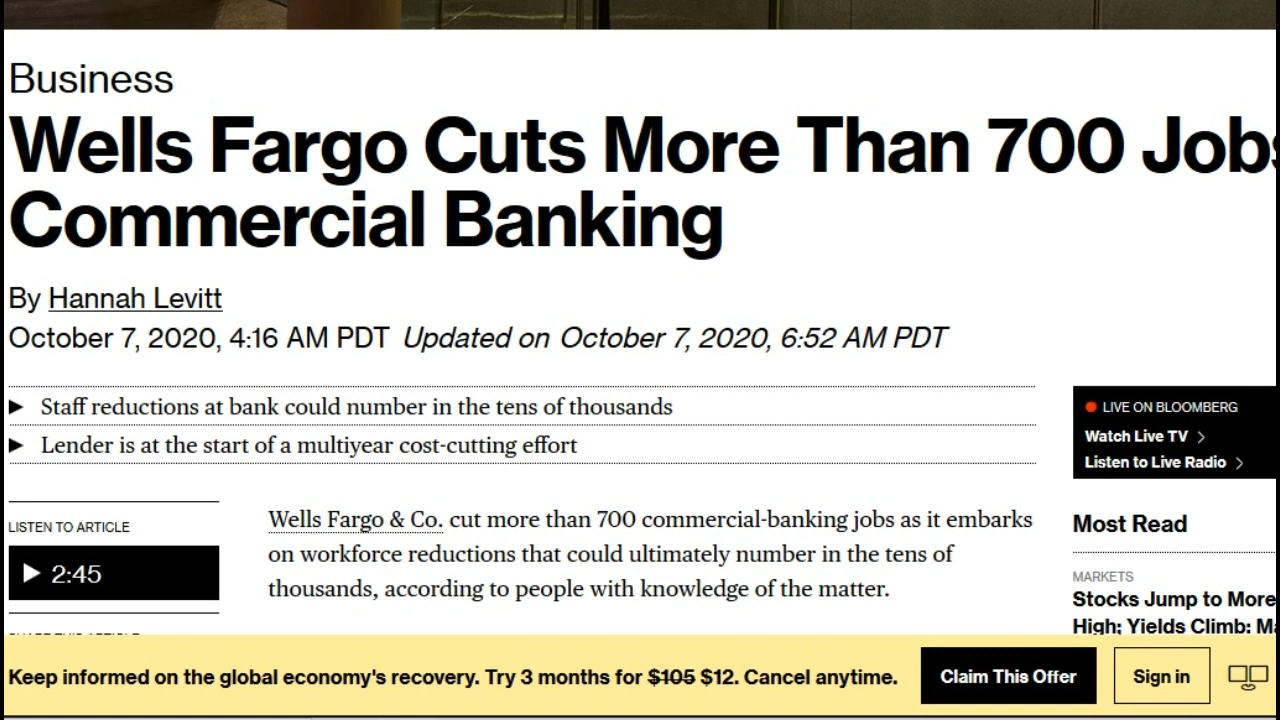 Business
Wells Fargo Cuts More Than 700 Jobs
Commercial Banking
By Hannah Levitt
October 7, 2020, 4:16 AM PDT Updated on October 7, 2020, 6:52 AM PDT
► Staff reductions at bank could number in the tens of thousands
► Lender is at the start of a multiyear cost-cutting effort
LISTEN TO ARTICLE
2:45
Wells Fargo & Co. cut more than 700 commercial-banking jobs as it embarks
on workforce reductions that could ultimately number in the tens of
thousands, according to people with knowledge of the matter.
LIVE ON BLOOMBERG
Watch Live TV
Listen to Live Radio
Most Read
MARKETS
Stocks Jump to More
High; Yields Climb:
Keep informed on the global economy's recovery. Try 3 months for $105 $12. Cancel anytime.
Claim This Offer
Sign in